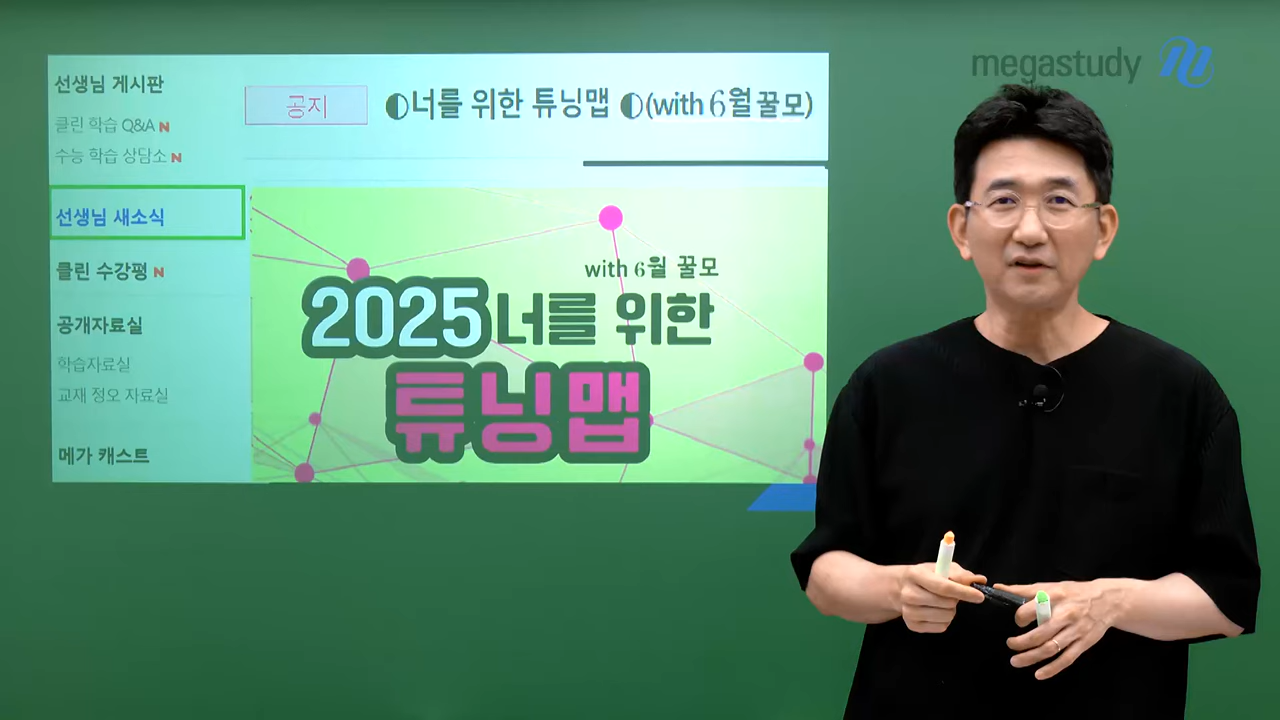 megastudy
선생님 게시판
클린 학습 Q&A N
수능 학습 상담소 N
선생님 새소식
클린 수강평 N
공개자료실
학습자료실
교재 정오 자료실
메가 캐스트
공지
◐너를 위한 튜닝맵 ◐(with 6월 꿀모)
with 6월 꿀모
2025 너를 위한
튜닝맵